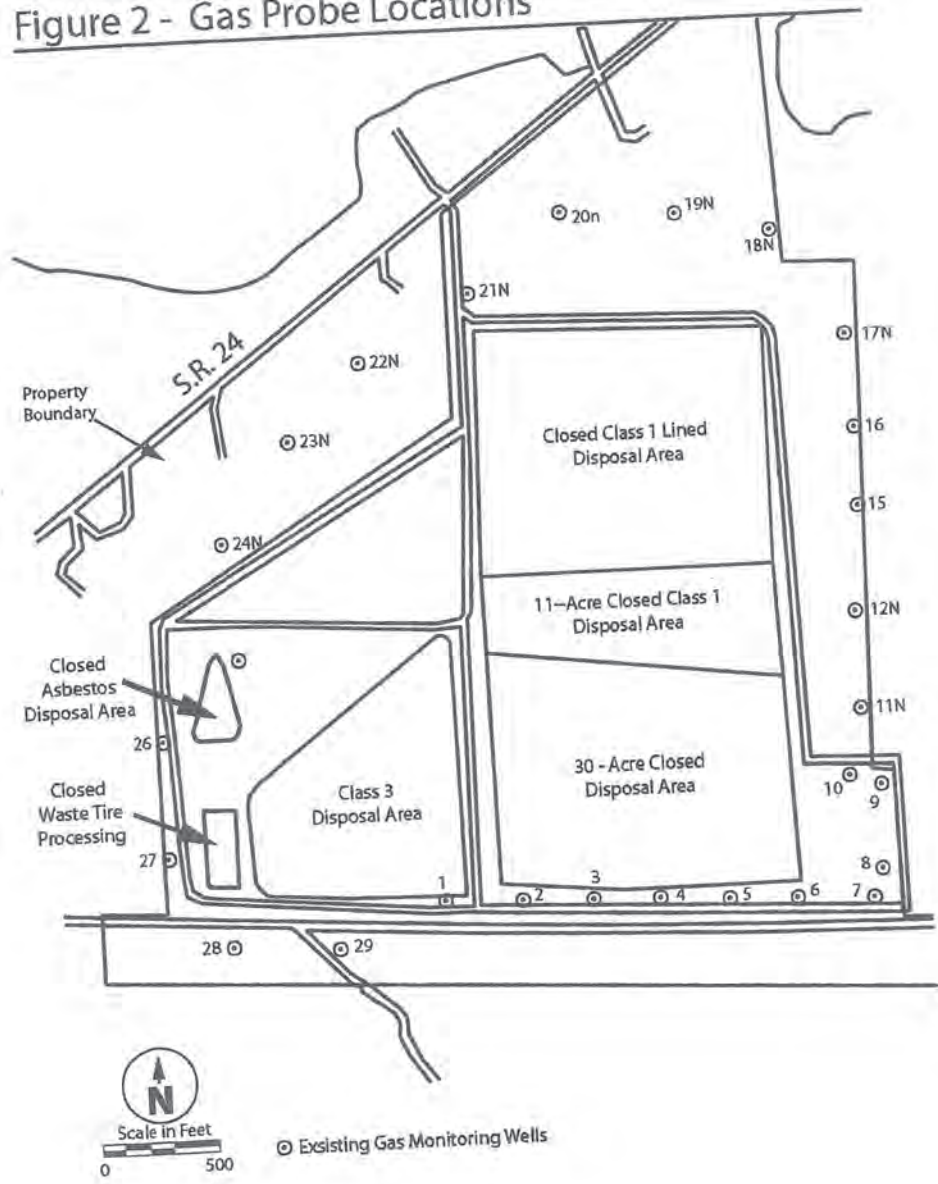 Figure 2 - Gas Probe Locations
20n
19N
18N
21N
17N
S.R. 24
22N
Property
Boundary
16
23N
Closed Class 1 Lined
Disposal Area
15
24N
11-Acre Closed Class 1
Disposal Area
12N
Closed
Asbestos
Disposal Area
11N
26
30 - Acre Closed
Disposal Area
10
9
Closed
Waste Tire
Processing
Class 3
Disposal Area
27
8
1
2
3
4
5
6
7
28
29
N
Scale in Feet
0
500
Exsisting Gas Monitoring Wells